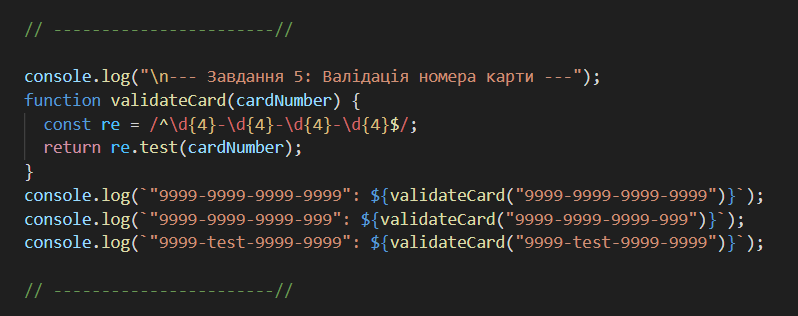 // -----------------------//
console.log("\n--- Завдання 5: Валідація номера карти ---");
function validateCard(cardNumber) {
const re = /^\d{4}-\d{4}-\d{4}-\d{4}$/;
return re.test(cardNumber);
}
console.log(`"9999-9999-9999-9999": ${validateCard("9999-9999-9999-9999")}`);
console.log(`"9999-9999-9999-999": ${validateCard("9999-9999-9999-999")}`);
console.log(`"9999-test-9999-9999": ${validateCard("9999-test-9999-9999")}`);
// -----------------------//